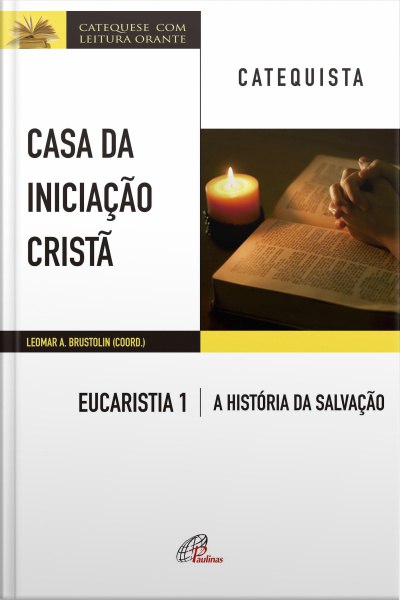 CATEQUESE COM
LEITURA ORANTE
CATEQUISTA
CASA DA
INICIAÇÃO
CRISTÃ
LEOMAR A. BRUSTOLIN (COORD.)
EUCARISTIA 1 | A HISTÓRIA DA SALVAÇÃO
Paulinas